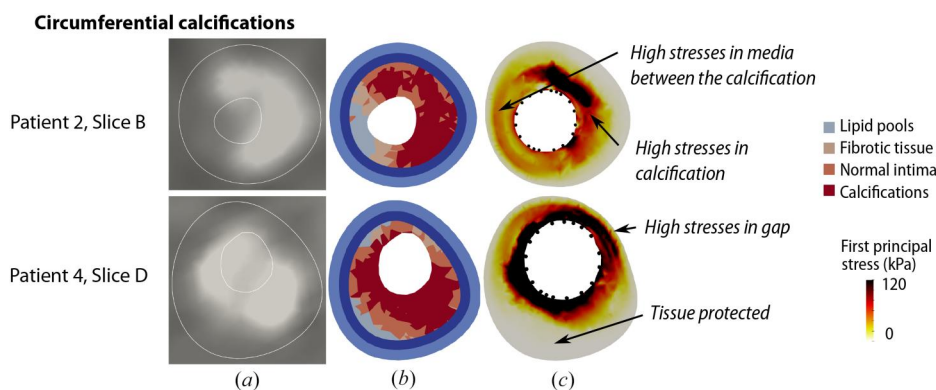 Circumferential calcifications
Patient 2, Slice B
High stresses in media
between the calcification
High stresses in
calcification
Lipid pools
Fibrotic tissue
Normal intima
Calcifications
Patient 4, Slice D
High stresses in gap
Tissue protected
First principal
stress (kPa)
120
0
(a)
(b)
(c)